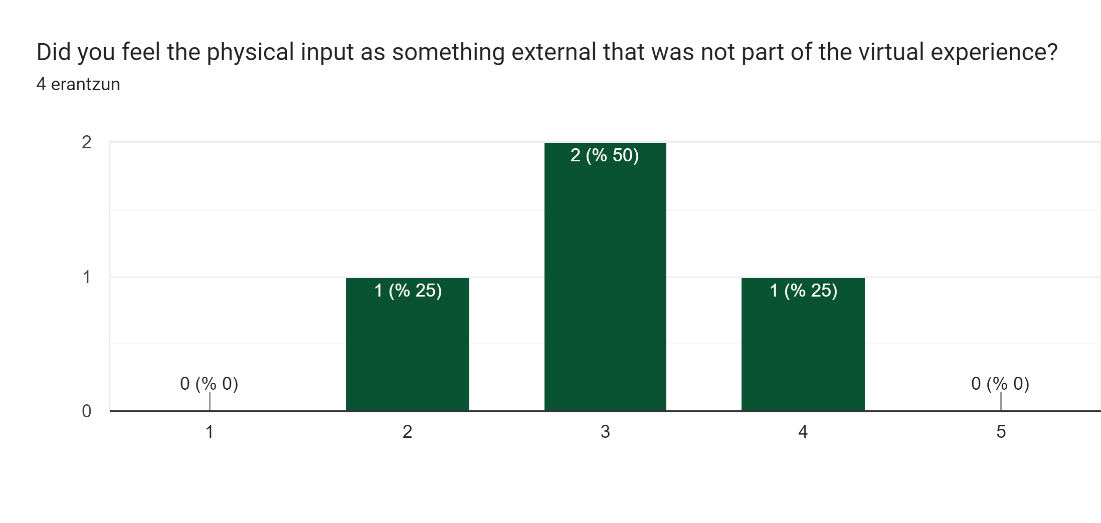 Did you feel the physical input as something external that was not part of the virtual experience?
4 erantzun
2
2 (% 50)
1
1 (% 25)
1 (% 25)
0 (% 0)
0 (% 0)
0
1 2 3 4 5